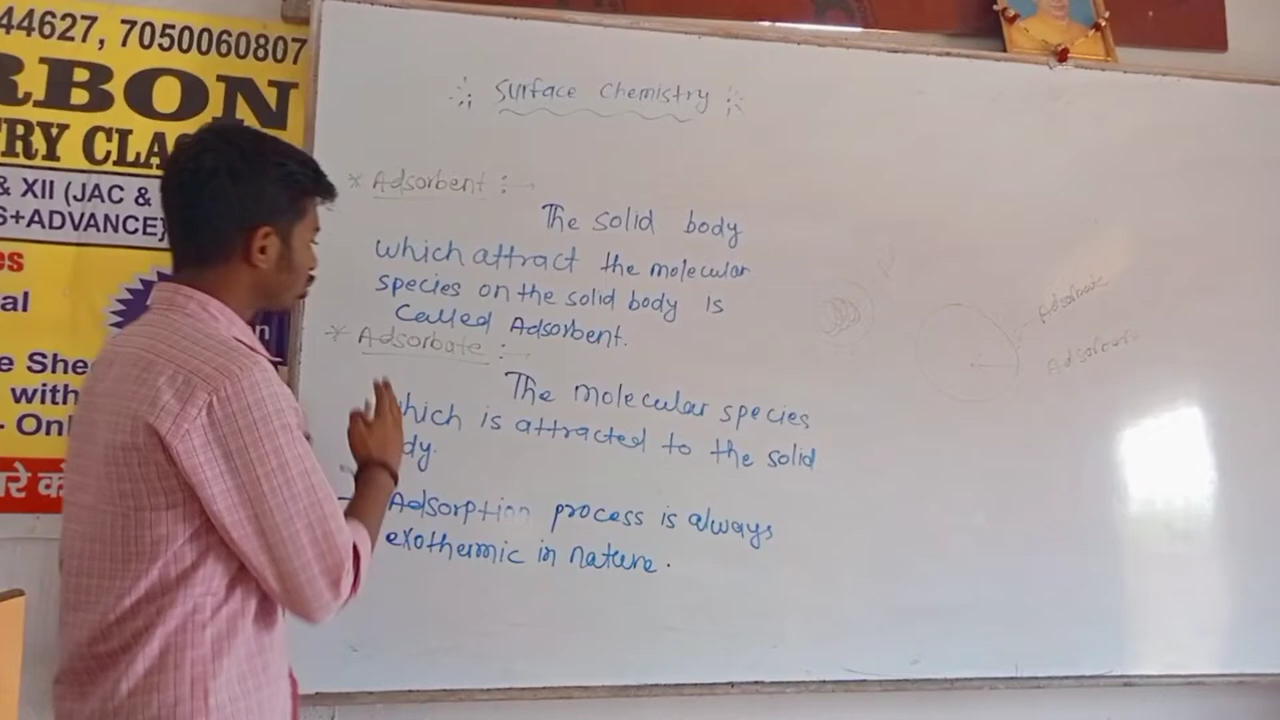 44627, 7050060807
RBON
RY CLA
& XII (JAC &
S+ADVANCE}
es
al
n
e She
with
- Onl
रे
Surface Chemistry
* Adsorbent :→
The solid body
which attract the molecular
species on the solid body is
Called Adsorbent.
* Adsorbate :→
The molecular species
hich is attracted to the solid
dy.
→ Adsorption process is always
exothermic in nature.
Adsorbate